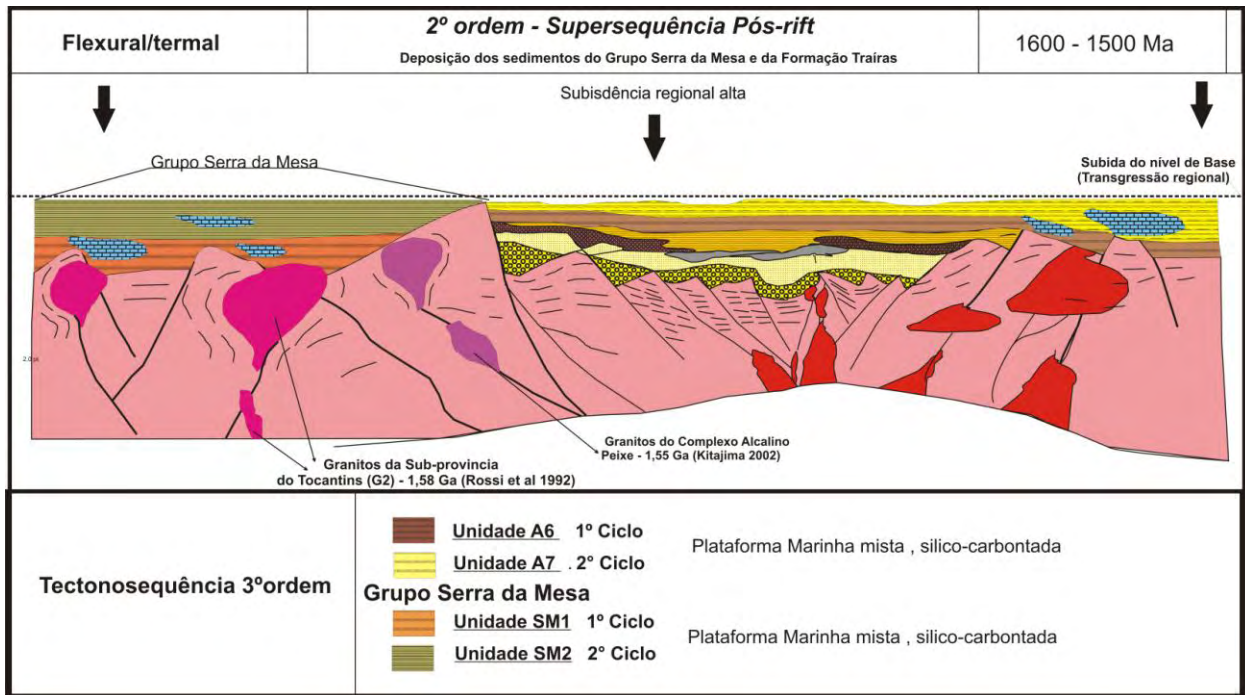 Flexural/termal
2º ordem - Supersequência Pós-rift
Deposição dos sedimentos do Grupo Serra da Mesa e da Formação Traíras
1600 - 1500 Ma
Subisdência regional alta
Grupo Serra da Mesa
Subida do nível de Base
(Transgressão regional)
Granitos da Sub-provincia
do Tocantins (G2) - 1,58 Ga (Rossi et al 1992)
Granitos do Complexo Alcalino
Peixe - 1,55 Ga (Kitajima 2002)
Tectonosequência 3ºordem
Unidade A6 1º Ciclo
Unidade A7 . 2° Ciclo
Plataforma Marinha mista , silico-carbontada
Grupo Serra da Mesa
Unidade SM1 1º Ciclo
Unidade SM2 2° Ciclo
Plataforma Marinha mista , silico-carbontada